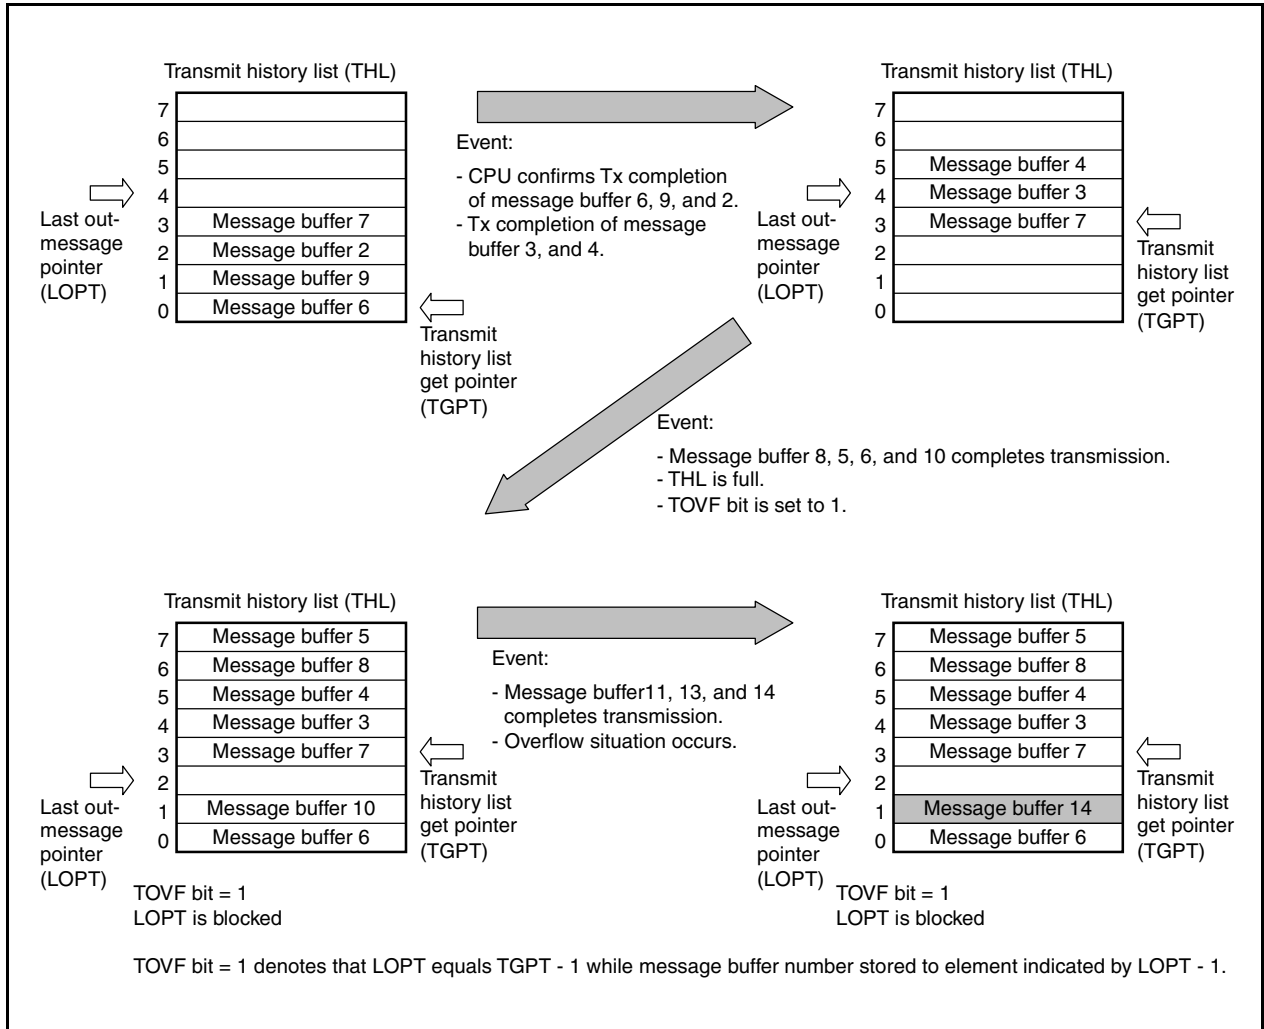 Transmit history list (THL)
7
6
5
4
3 Message buffer 7
2 Message buffer 2
1 Message buffer 9
0 Message buffer 6
Last out-
message
pointer
(LOPT)
Transmit
history list
get pointer
(TGPT)
Event:
- CPU confirms Tx completion
of message buffer 6, 9, and 2.
- Tx completion of message
buffer 3, and 4.
Transmit history list (THL)
7
6
5 Message buffer 4
4 Message buffer 3
3 Message buffer 7
2
1
0
Last out-
message
pointer
(LOPT)
Transmit
history list
get pointer
(TGPT)
Event:
- Message buffer 8, 5, 6, and 10 completes transmission.
- THL is full.
- TOVF bit is set to 1.
Transmit history list (THL)
7 Message buffer 5
6 Message buffer 8
5 Message buffer 4
4 Message buffer 3
3 Message buffer 7
2
1 Message buffer 10
0 Message buffer 6
Last out-
message
pointer
(LOPT)
Transmit
history list
get pointer
(TGPT)
TOVF bit = 1
LOPT is blocked
Event:
- Message buffer11, 13, and 14
completes transmission.
- Overflow situation occurs.
Transmit history list (THL)
7 Message buffer 5
6 Message buffer 8
5 Message buffer 4
4 Message buffer 3
3 Message buffer 7
2
1 Message buffer 14
0 Message buffer 6
Last out-
message
pointer
(LOPT)
Transmit
history list
get pointer
(TGPT)
TOVF bit = 1
LOPT is blocked
TOVF bit = 1 denotes that LOPT equals TGPT - 1 while message buffer number stored to element indicated by LOPT - 1.